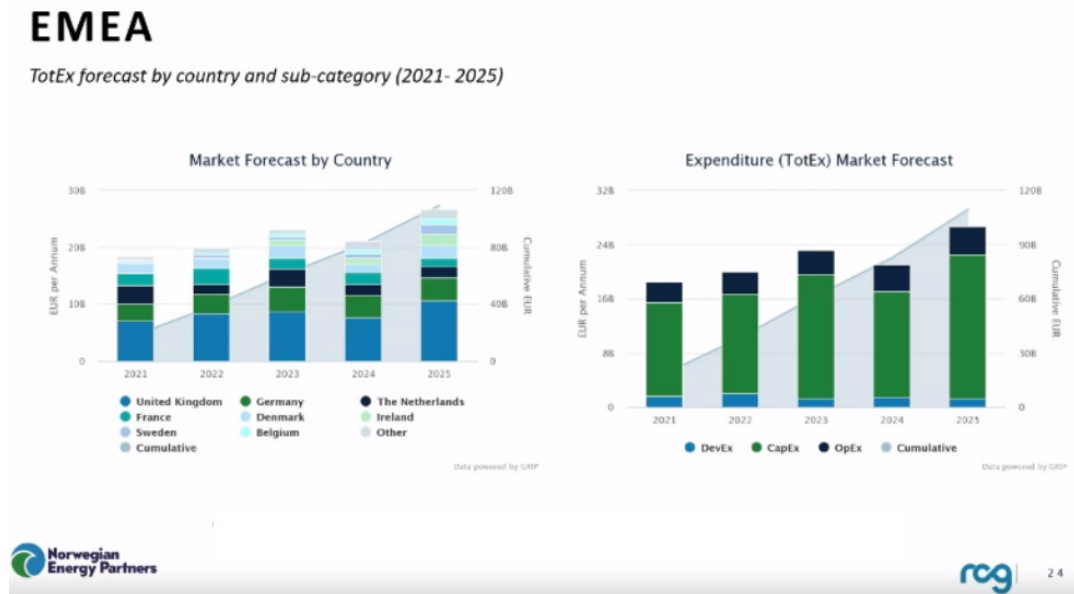 EMEA
TotEx forecast by country and sub-category (2021- 2025)
Market Forecast by Country
30B
20B
10B
0
EUR per Annum
120B
80B
40B
0
Cumulative EUR
2021 2022 2023 2024 2025
United Kingdom Germany The Netherlands
France Denmark Ireland
Sweden Belgium Other
Cumulative
Data powered by GRIP
Expenditure (TotEx) Market Forecast
32B
24B
16B
8B
0
EUR per Annum
120B
90B
60B
30B
0
Cumulative EUR
2021 2022 2023 2024 2025
DevEx CapEx OpEx Cumulative
Data powered by GRIP
Norwegian
Energy Partners
rcg
24